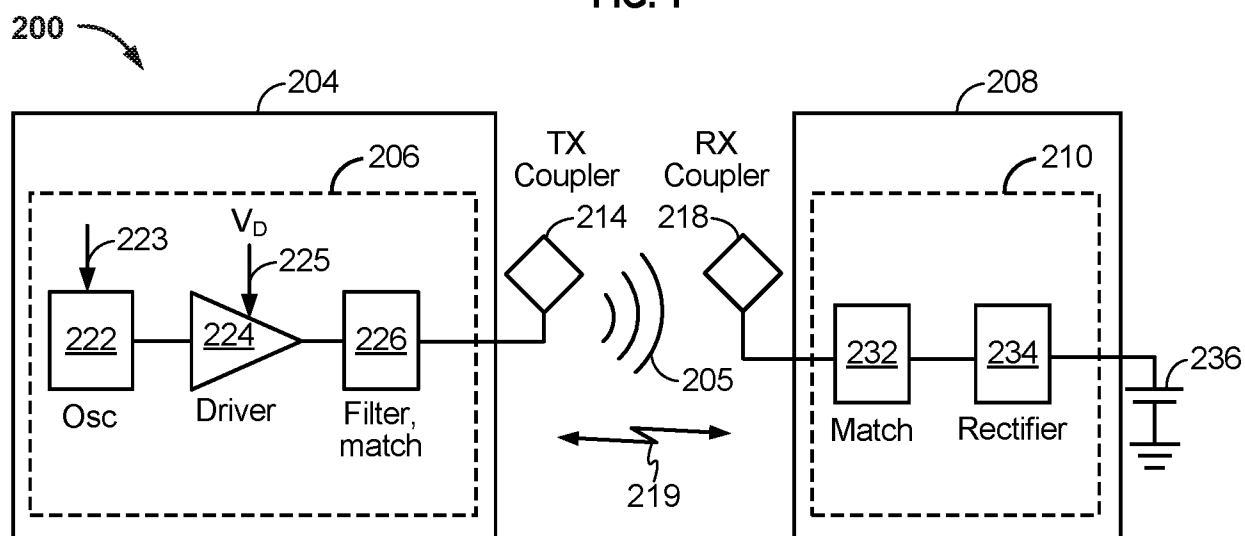 FIG. 1
200
204
208
TX
Coupler
RX
Coupler
206
210
214
218
223
V_D
225
222
224
226
232
234
236
205
Osc
Driver
Filter,
match
Match
Rectifier
219